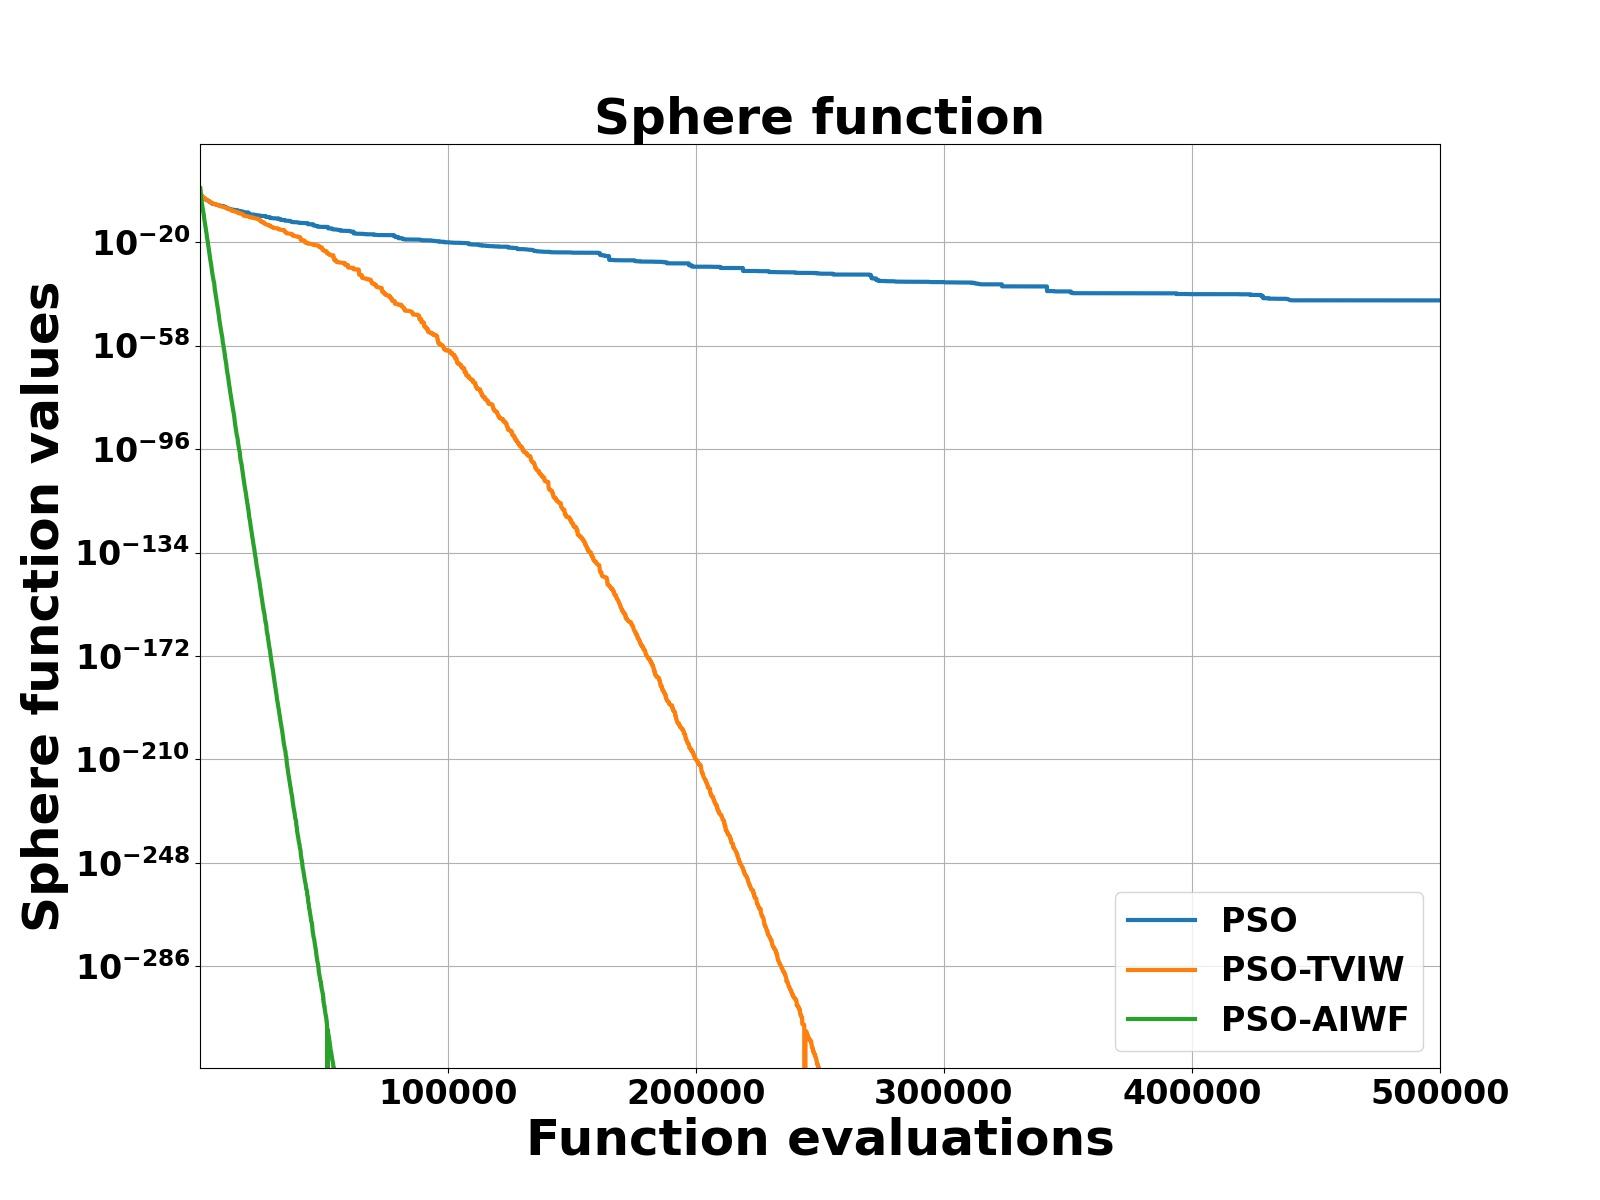 Sphere function
Sphere function values
10⁻²⁰
10⁻⁵⁸
10⁻⁹⁶
10⁻¹³⁴
10⁻¹⁷²
10⁻²¹⁰
10⁻²⁴⁸
10⁻²⁸⁶
PSO
PSO-TVIW
PSO-AIWF
100000 200000 300000 400000 500000
Function evaluations